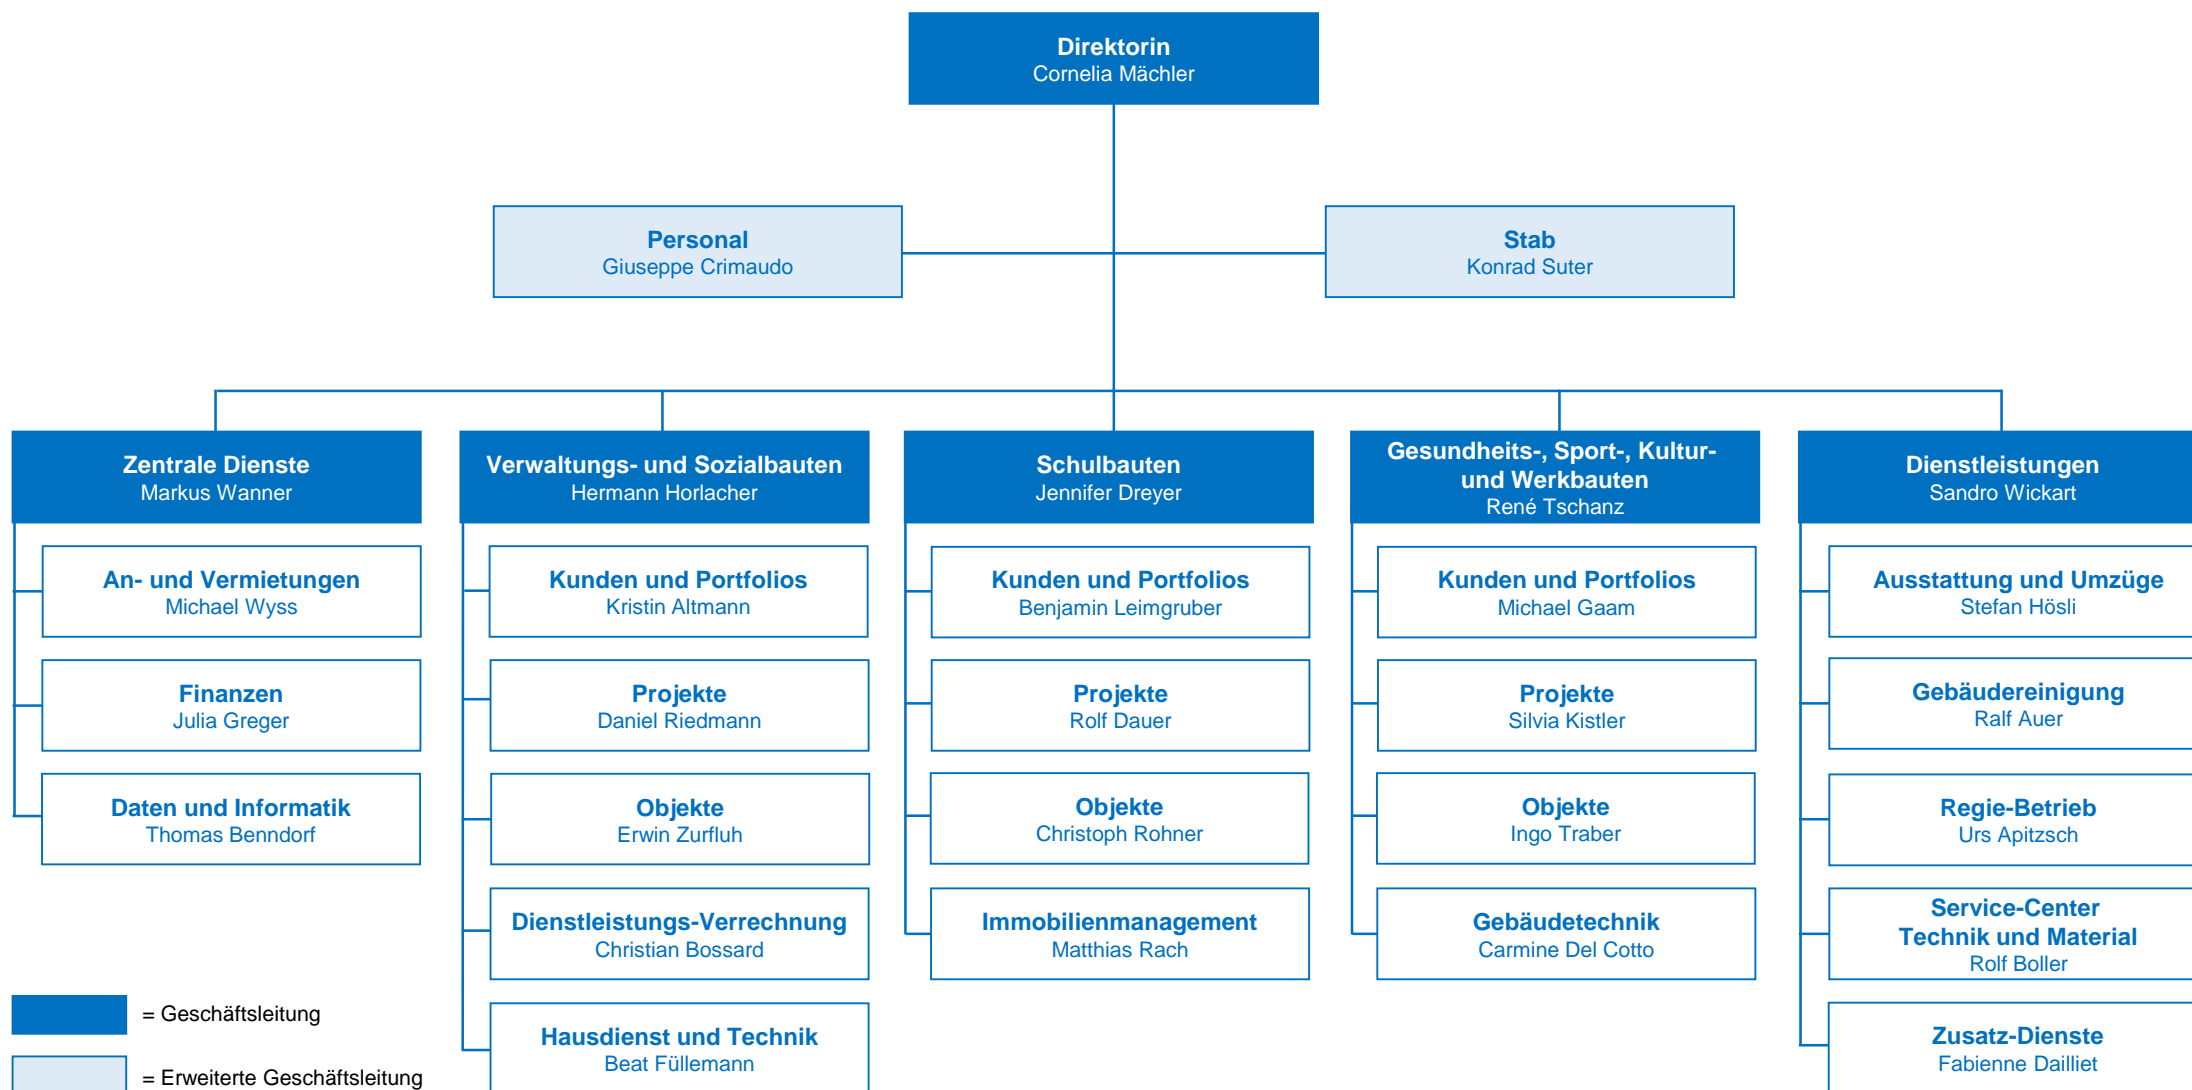 Direktorin
Cornelia Mächler
Personal
Giuseppe Crimaudo
Stab
Konrad Suter
Zentrale Dienste
Markus Wanner
An- und Vermietungen
Michael Wyss
Finanzen
Julia Greger
Daten und Informatik
Thomas Benndorf
Verwaltungs- und Sozialbauten
Hermann Horlacher
Kunden und Portfolios
Kristin Altmann
Projekte
Daniel Riedmann
Objekte
Erwin Zurfluh
Dienstleistungs-Verrechnung
Christian Bossard
Hausdienst und Technik
Beat Füllemann
Schulbauten
Jennifer Dreyer
Kunden und Portfolios
Benjamin Leimgruber
Projekte
Rolf Dauer
Objekte
Christoph Rohner
Immobilienmanagement
Matthias Rach
Gesundheits-, Sport-, Kultur-
und Werkbauten
René Tschanz
Kunden und Portfolios
Michael Gaam
Projekte
Silvia Kistler
Objekte
Ingo Traber
Gebäudetechnik
Carmine Del Cotto
Dienstleistungen
Sandro Wickart
Ausstattung und Umzüge
Stefan Hösli
Gebäudereinigung
Ralf Auer
Regie-Betrieb
Urs Apitzsch
Service-Center
Technik und Material
Rolf Boller
Zusatz-Dienste
Fabienne Dailliet
= Geschäftsleitung
= Erweiterte Geschäftsleitung